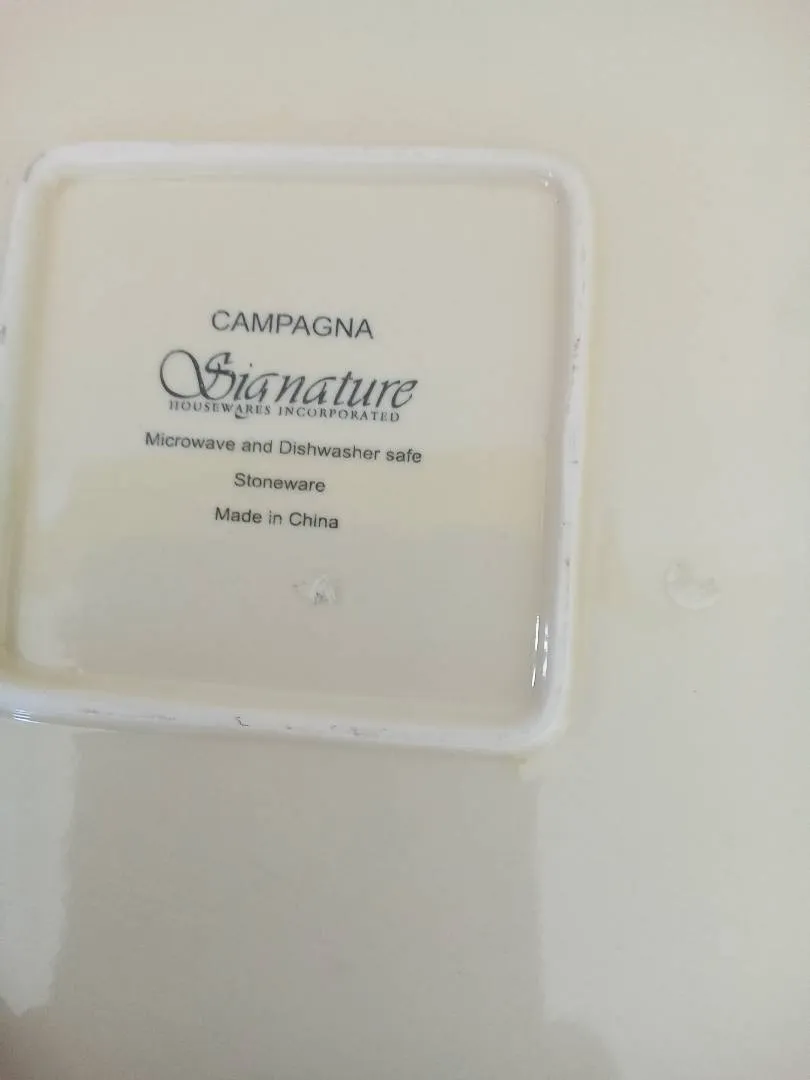 CAMPAGNA
Signature
HOUSEWARES INCORPORATED
Microwave and Dishwasher safe
Stoneware
Made in China